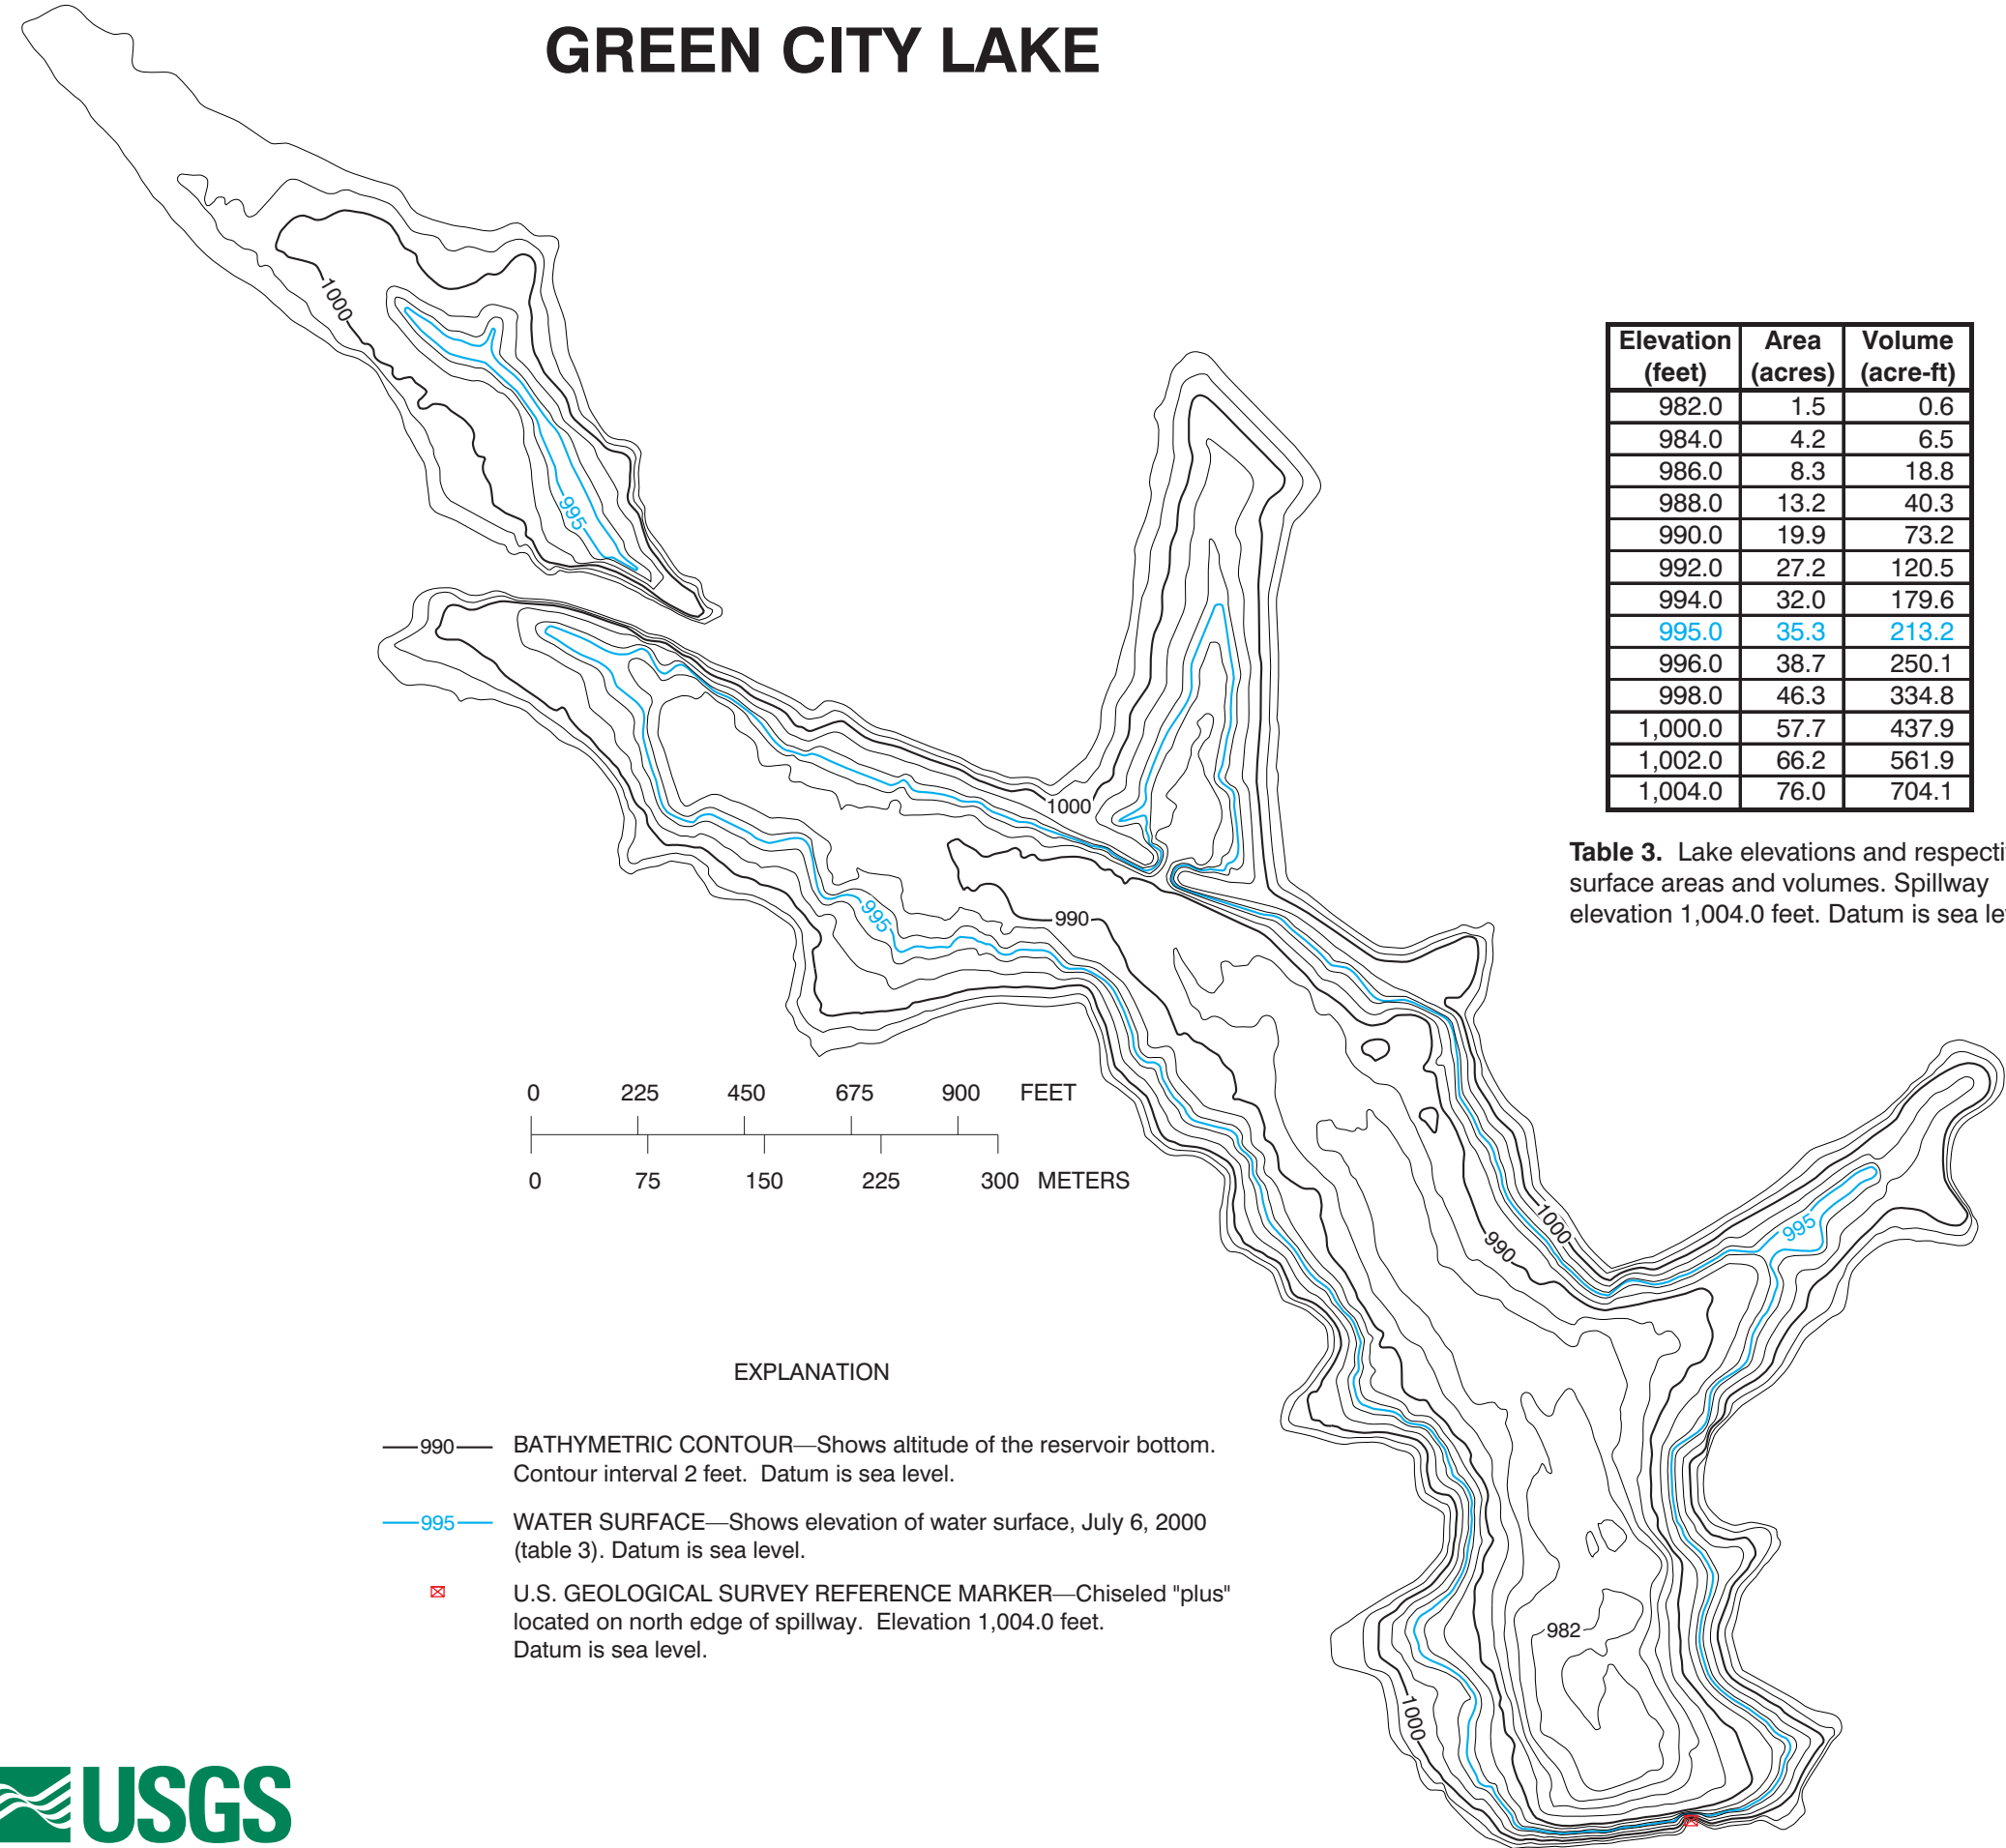 GREEN CITY LAKE
1000
995
1000
995
990
1000
990
995
982
1000
Elevation (feet) Area (acres) Volume (acre-ft)
982.0 1.5 0.6
984.0 4.2 6.5
986.0 8.3 18.8
988.0 13.2 40.3
990.0 19.9 73.2
992.0 27.2 120.5
994.0 32.0 179.6
995.0 35.3 213.2
996.0 38.7 250.1
998.0 46.3 334.8
1,000.0 57.7 437.9
1,002.0 66.2 561.9
1,004.0 76.0 704.1
Table 3. Lake elevations and respecti
surface areas and volumes. Spillway
elevation 1,004.0 feet. Datum is sea le
0 225 450 675 900 FEET
0 75 150 225 300 METERS
EXPLANATION
990 BATHYMETRIC CONTOUR—Shows altitude of the reservoir bottom.
Contour interval 2 feet. Datum is sea level.
995 WATER SURFACE—Shows elevation of water surface, July 6, 2000
(table 3). Datum is sea level.
U.S. GEOLOGICAL SURVEY REFERENCE MARKER—Chiseled "plus"
located on north edge of spillway. Elevation 1,004.0 feet.
Datum is sea level.
USGS